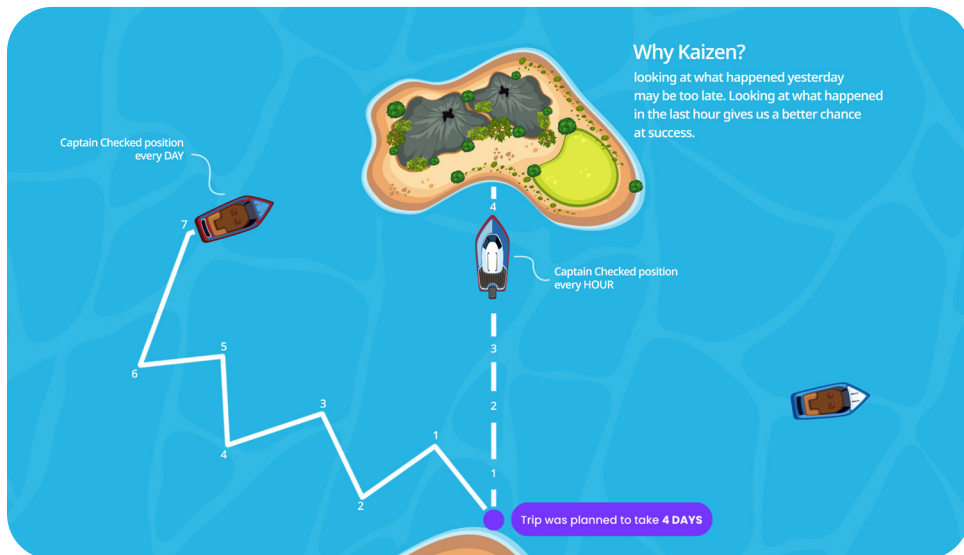 Why Kaizen?
looking at what happened yesterday
may be too late. Looking at what happened
in the last hour gives us a better chance
at success.
Captain Checked position
every DAY
7
4
Captain Checked position
every HOUR
5
6
3
3
4
2
1
2
1
Trip was planned to take 4 DAYS